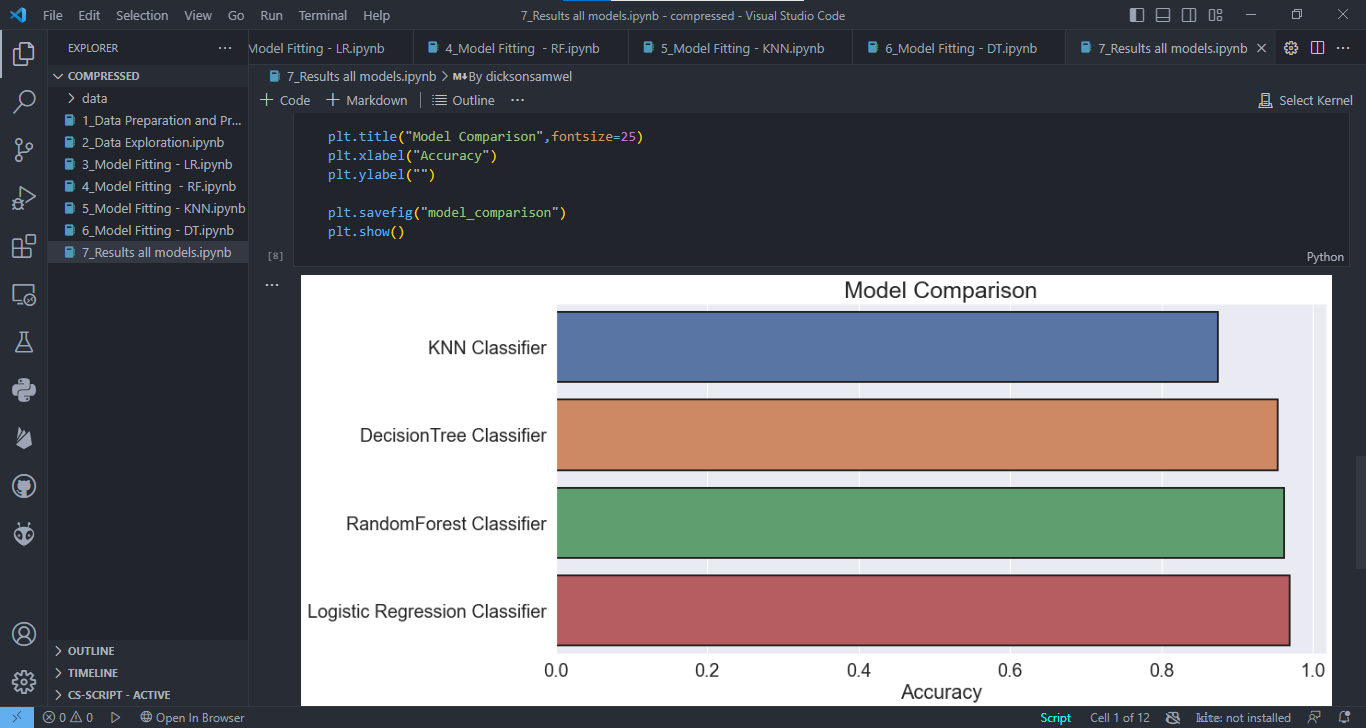 File Edit Selection View Go Run Terminal Help
7_Results all models.ipynb - compressed - Visual Studio Code
EXPLORER
COMPRESSED
data
1_Data Preparation and Pr...
2_Data Exploration.ipynb
3_Model Fitting - LR.ipynb
4_Model Fitting - RF.ipynb
5_Model Fitting - KNN.ipynb
6_Model Fitting - DT.ipynb
7_Results all models.ipynb
OUTLINE
TIMELINE
CS-SCRIPT - ACTIVE
Model Fitting - LR.ipynb 4_Model Fitting - RF.ipynb 5_Model Fitting - KNN.ipynb 6_Model Fitting - DT.ipynb 7_Results all models.ipynb
7_Results all models.ipynb > M↓By dicksonsamwel
+ Code + Markdown | Outline ...
Select Kernel
plt.title("Model Comparison",fontsize=25)
plt.xlabel("Accuracy")
plt.ylabel("")
plt.savefig("model_comparison")
plt.show()
[8]
Python
Model Comparison
KNN Classifier
DecisionTree Classifier
RandomForest Classifier
Logistic Regression Classifier
0.0 0.2 0.4 0.6 0.8 1.0
Accuracy
0 0 Open In Browser
Script Cell 1 of 12 kite: not installed